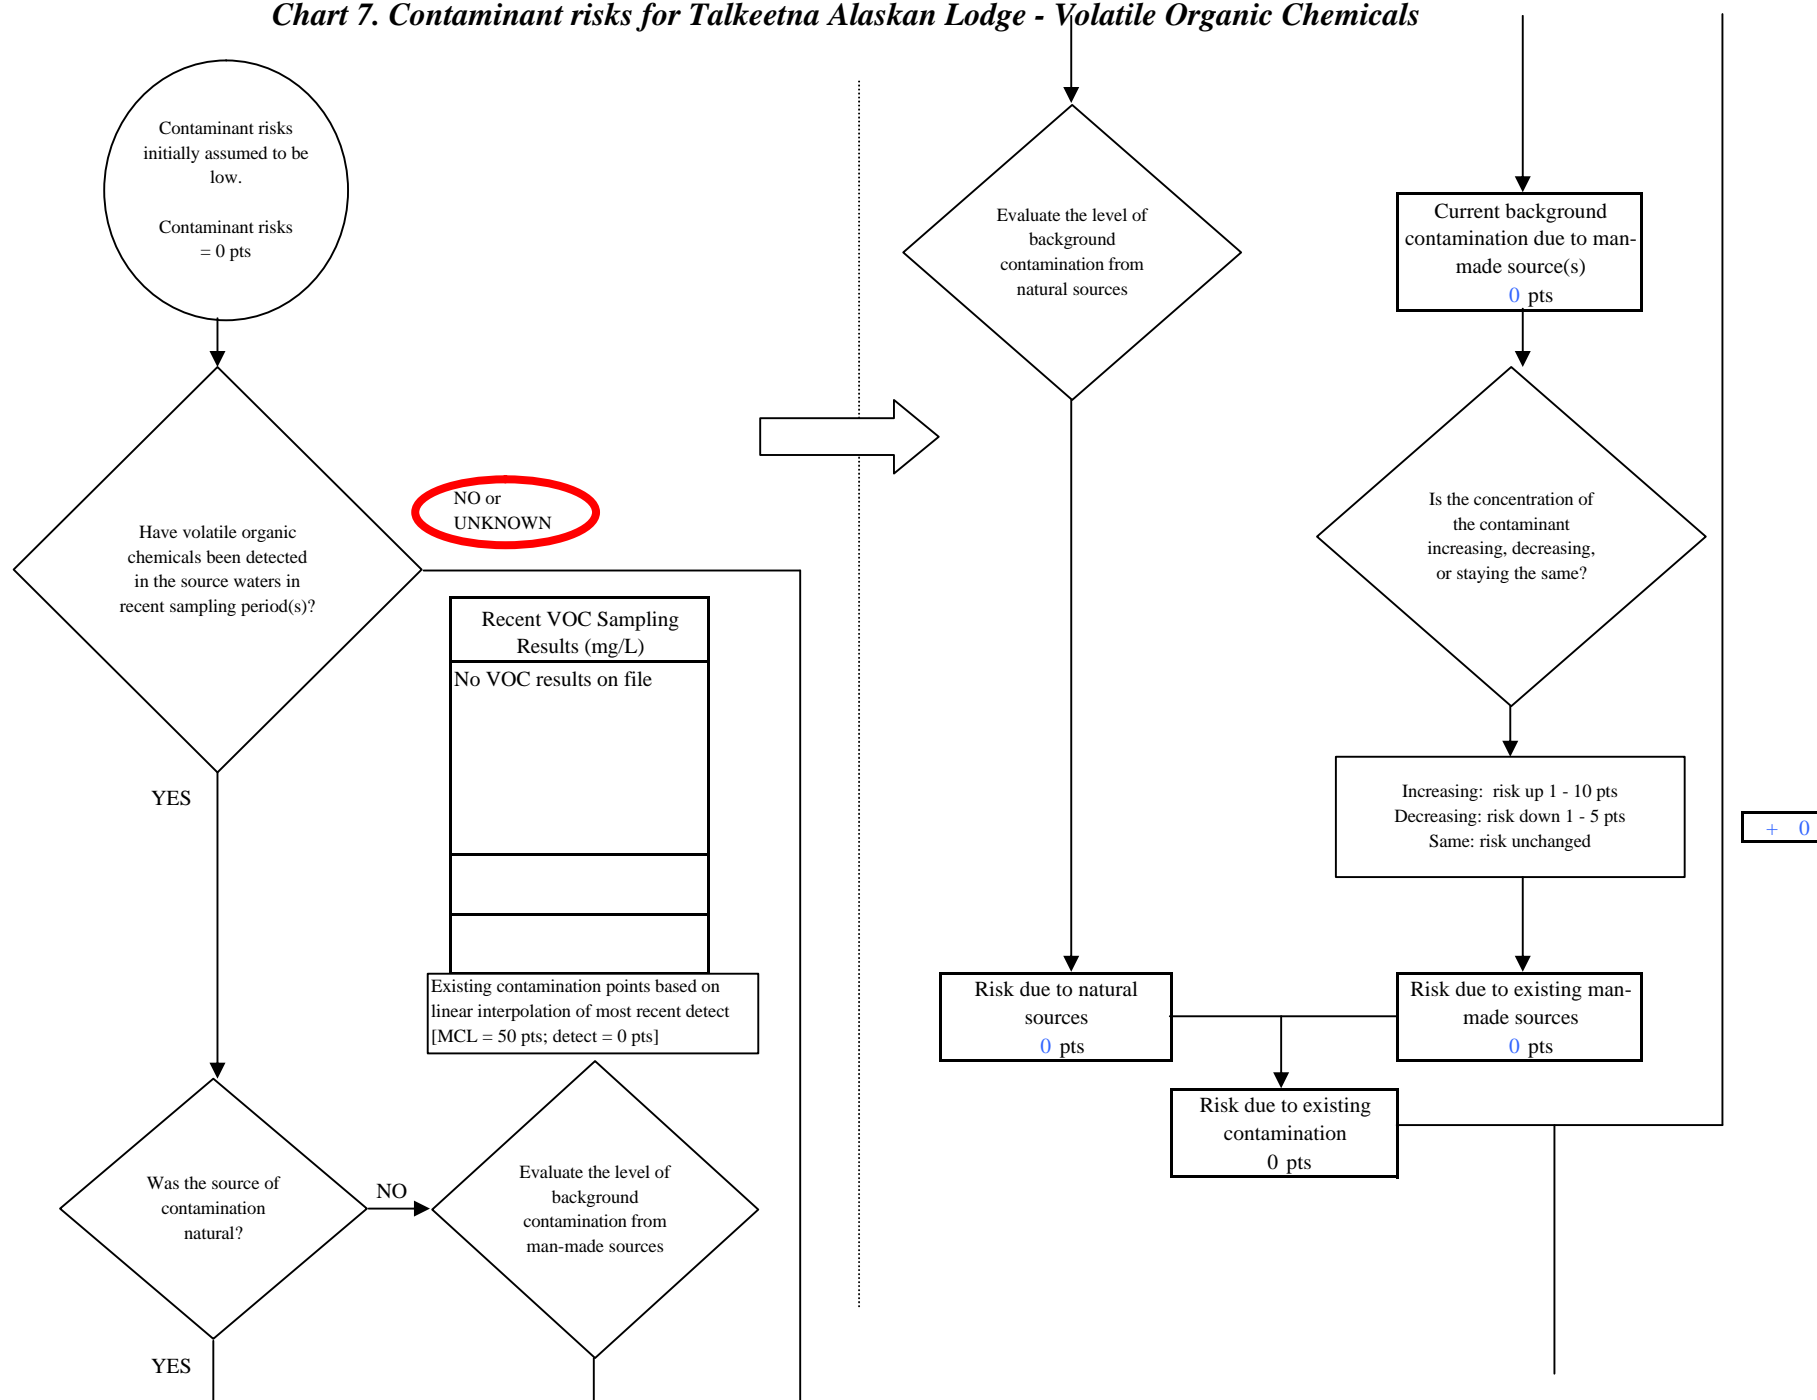 Chart 7. Contaminant risks for Talkeetna Alaskan Lodge - Volatile Organic Chemicals
Contaminant risks
initially assumed to be
low.
Contaminant risks
= 0 pts
Have volatile organic
chemicals been detected
in the source waters in
recent sampling period(s)?
NO or
UNKNOWN
YES
Recent VOC Sampling
Results (mg/L)
No VOC results on file
Existing contamination points based on
linear interpolation of most recent detect
[MCL = 50 pts; detect = 0 pts]
Was the source of
contamination
natural?
NO
YES
Evaluate the level of
background
contamination from
man-made sources
Evaluate the level of
background
contamination from
natural sources
Current background
contamination due to man-
made source(s)
0 pts
Is the concentration of
the contaminant
increasing, decreasing,
or staying the same?
Increasing: risk up 1 - 10 pts
Decreasing: risk down 1 - 5 pts
Same: risk unchanged
+ 0
Risk due to natural
sources
0 pts
Risk due to existing man-
made sources
0 pts
Risk due to existing
contamination
0 pts